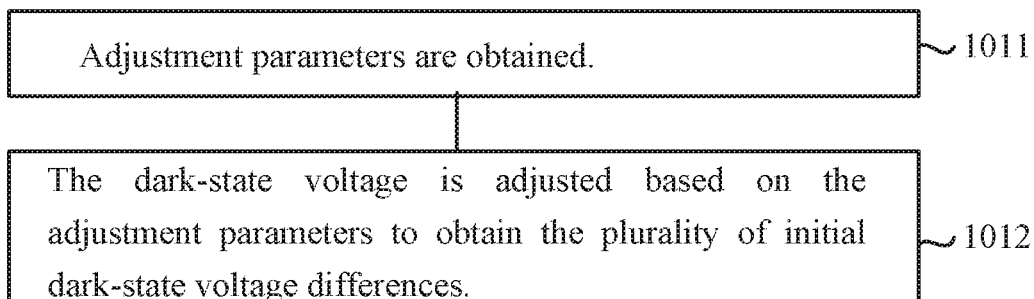 Adjustment parameters are obtained.
1011
The dark-state voltage is adjusted based on the
adjustment parameters to obtain the plurality of initial
dark-state voltage differences.
1012